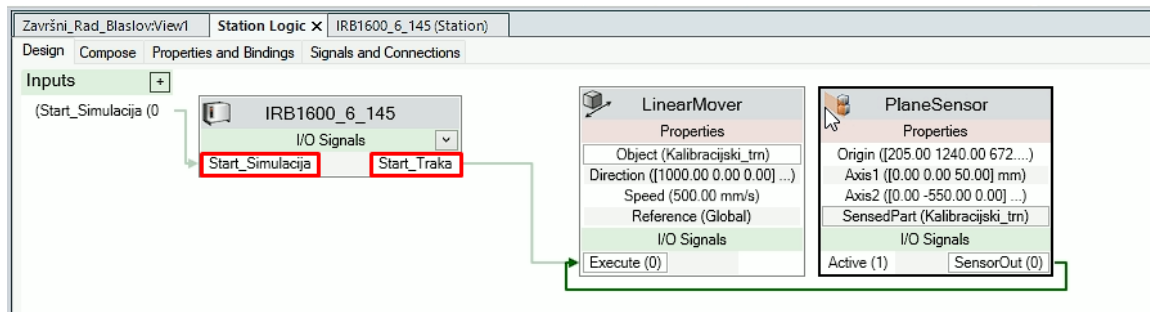 Završni_Rad_Blaslov:View1 Station Logic X IRB1600_6_145 (Station)
Design Compose Properties and Bindings Signals and Connections
Inputs +
(Start_Simulacija (0
IRB1600_6_145
I/O Signals
Start_Simulacija Start_Traka
LinearMover
Properties
Object (Kalibracijski_trn)
Direction ([1000.00 0.00 0.00] ...)
Speed (500.00 mm/s)
Reference (Global)
I/O Signals
Execute (0)
PlaneSensor
Properties
Origin ([205.00 1240.00 672....)
Axis1 ([0.00 0.00 50.00] mm)
Axis2 ([0.00 -550.00 0.00] ...)
SensedPart (Kalibracijski_trn)
I/O Signals
Active (1) SensorOut (0)